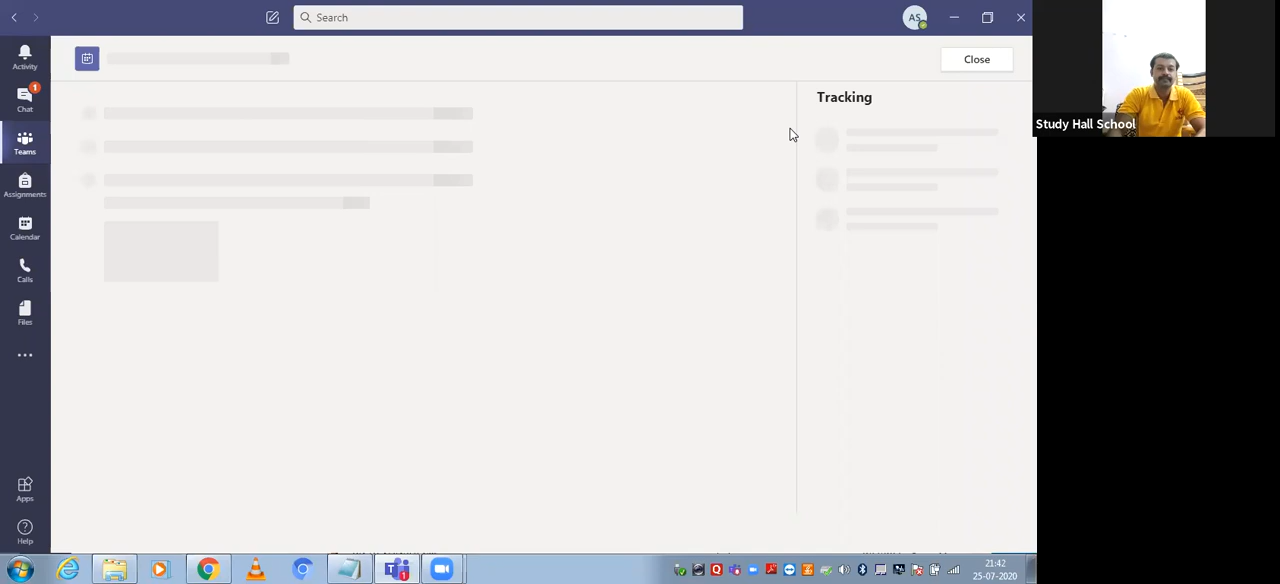 Search
AS
Activity
1
Chat
Teams
Assignments
Calendar
Calls
Files
Apps
Help
Close
Tracking
Study Hall School
1
21:42
25-07-2020